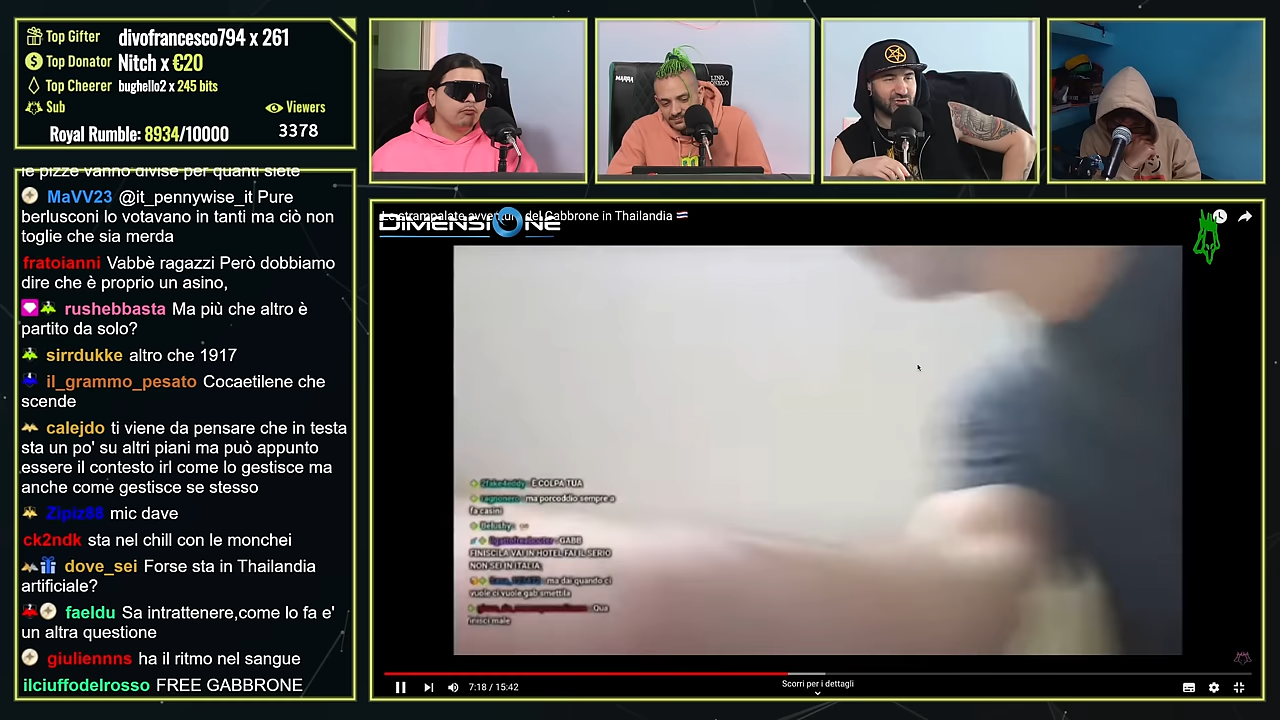 Top Gifter divofrancesco794 x 261
Top Donator Nitch x €20
Top Cheerer bughello2 x 245 bits
Sub
Viewers
Royal Rumble: 8934/10000
3378
le pizze vanno divise per quanti siete
MaVV23 @it_pennywise_it Pure
berlusconi lo votavano in tanti ma ciò non
toglie che sia merda
fratoianni Vabbè ragazzi Però dobbiamo
dire che è proprio un asino,
rushebbasta Ma più che altro è
partito da solo?
sirrdukke altro che 1917
il_grammo_pesato Cocaetilene che
scende
calejdo ti viene da pensare che in testa
sta un po' su altri piani ma può appunto
essere il contesto irl come lo gestisce ma
anche come gestisce se stesso
Zipiz88 mic dave
ck2ndk sta nel chill con le monchei
dove_sei Forse sta in Thailandia
artificiale?
faeldu Sa intrattenere,come lo fa e'
un altra questione
giuliennns ha il ritmo nel sangue
ilciuffodelrosso FREE GABBRONE
MARRA
LINQ
Le strampalate avventure del Gabbrone in Thailandia
DIMENSIONE
2fake4eddy È COLPA TUA
ragnonero ma porcoddio sempre a
fa casini
Belushy
GABB
FINISCILA VAI IN HOTEL FAI IL SERIO
NON SEI IN ITALIA
ma dai quando ci
vuole ci vuole gab smettila
Qua
finisci male
7:18 / 15:42
Scorri per i dettagli